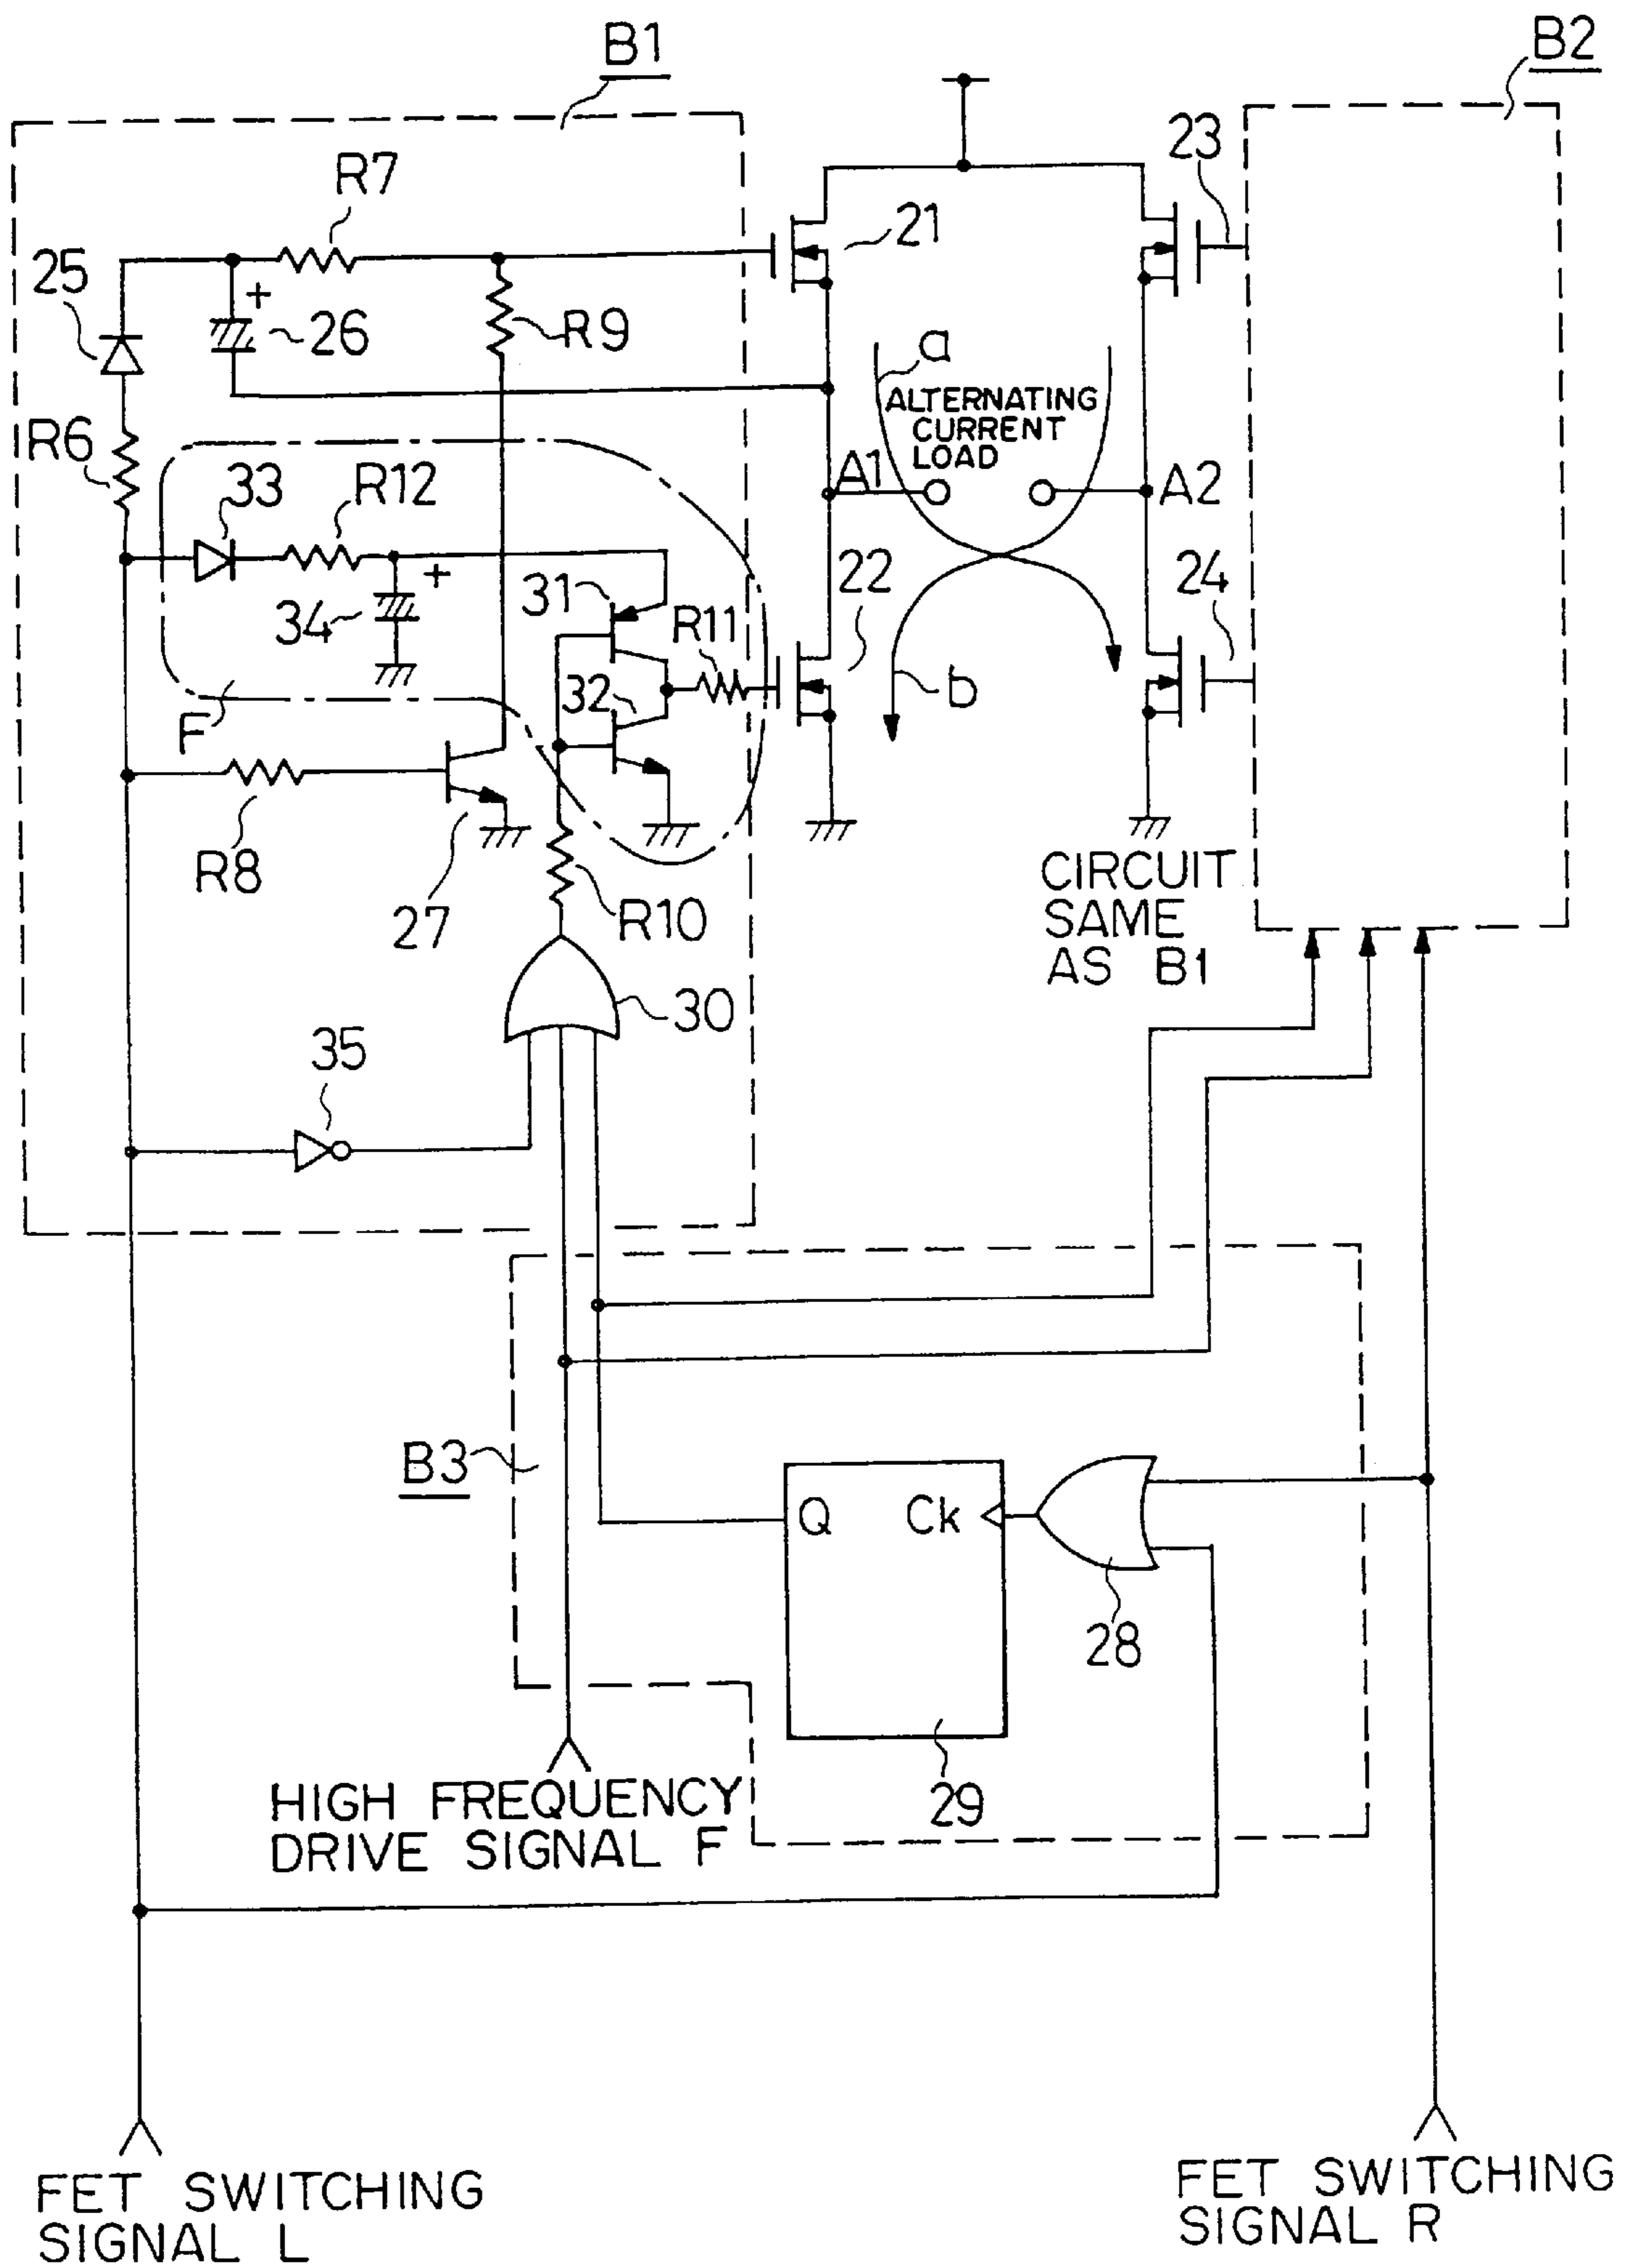 B1
B2
23
R7
21
25
+
26
R9
a
ALTERNATING
CURRENT
LOAD
R6
33
R12
A1
A2
+
31
22
24
34
R11
32
b
F
R8
27
R10
CIRCUIT
SAME
AS B1
30
35
B3
Q
Ck
28
29
HIGH FREQUENCY
DRIVE SIGNAL F
FET SWITCHING
SIGNAL L
FET SWITCHING
SIGNAL R